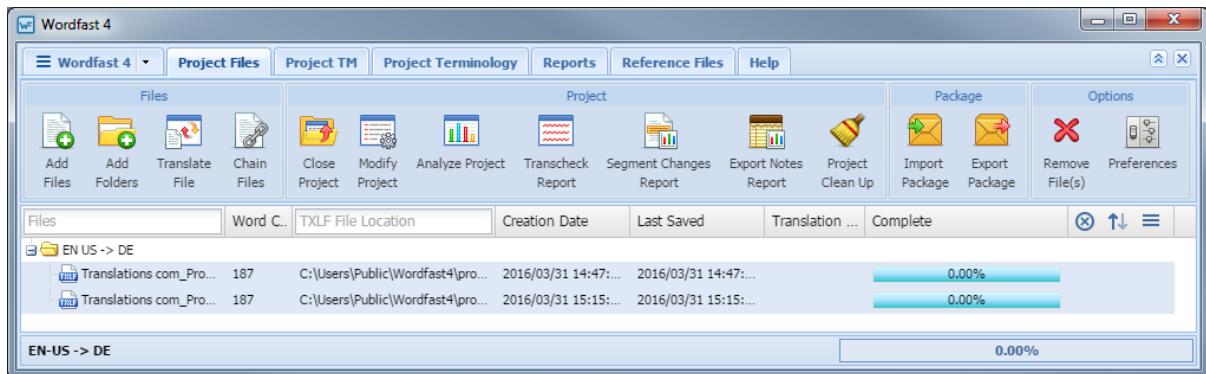 Wordfast 4
Wordfast 4 Project Files Project TM Project Terminology Reports Reference Files Help
Files Project Package Options
Add Files
Add Folders
Translate File
Chain Files
Close Project
Modify Project
Analyze Project
Transcheck Report
Segment Changes Report
Export Notes Report
Project Clean Up
Import Package
Export Package
Remove File(s)
Preferences
Files Word C.. TXLF File Location Creation Date Last Saved Translation ... Complete
EN US -> DE
Translations com_Pro... 187 C:\Users\Public\Wordfast4\pro... 2016/03/31 14:47:... 2016/03/31 14:47:... 0.00%
Translations com_Pro... 187 C:\Users\Public\Wordfast4\pro... 2016/03/31 15:15:... 2016/03/31 15:15:... 0.00%
EN-US -> DE 0.00%